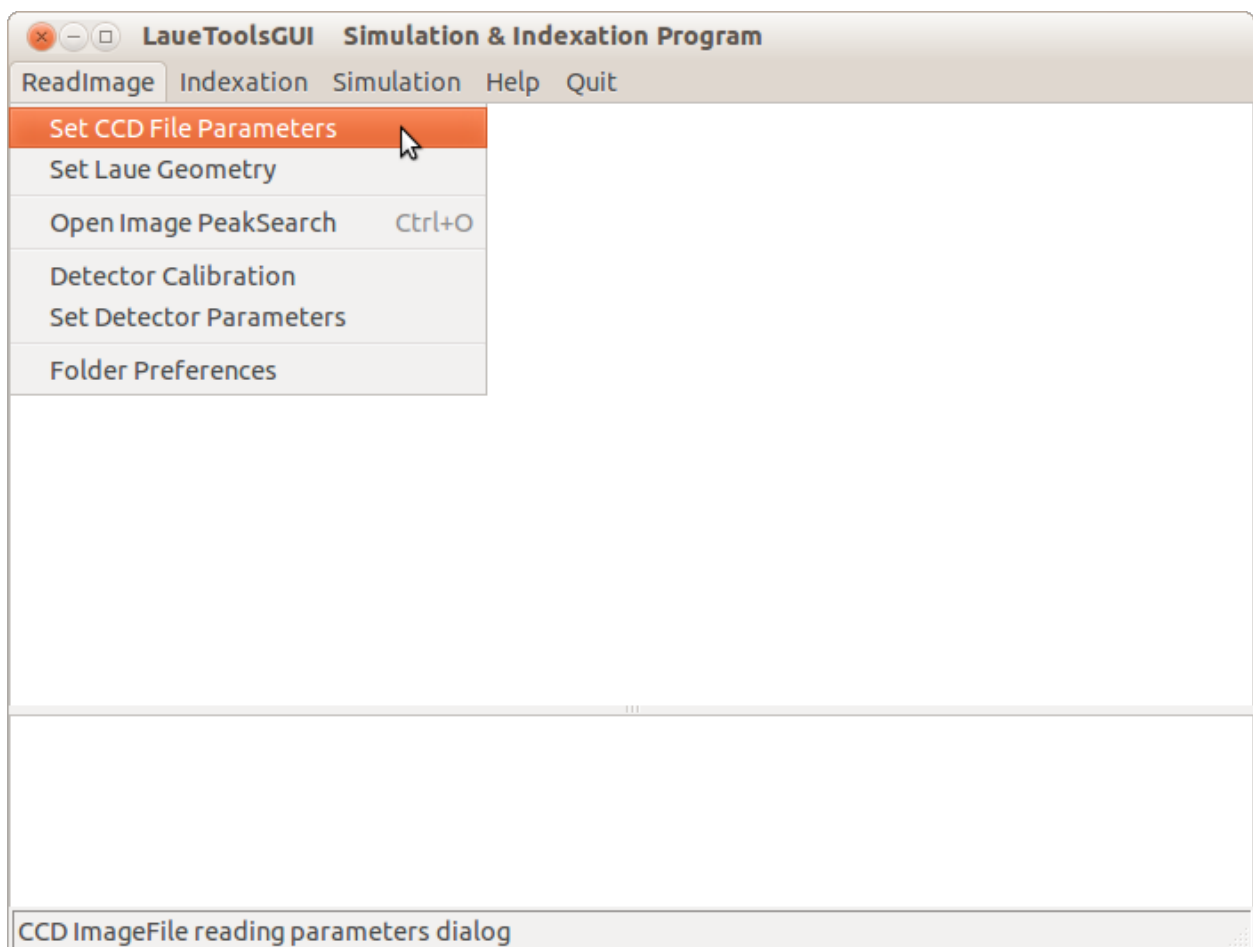 LaueToolsGUI Simulation & Indexation Program
ReadImage Indexation Simulation Help Quit
Set CCD File Parameters
Set Laue Geometry
Open Image PeakSearch Ctrl+O
Detector Calibration
Set Detector Parameters
Folder Preferences
CCD ImageFile reading parameters dialog